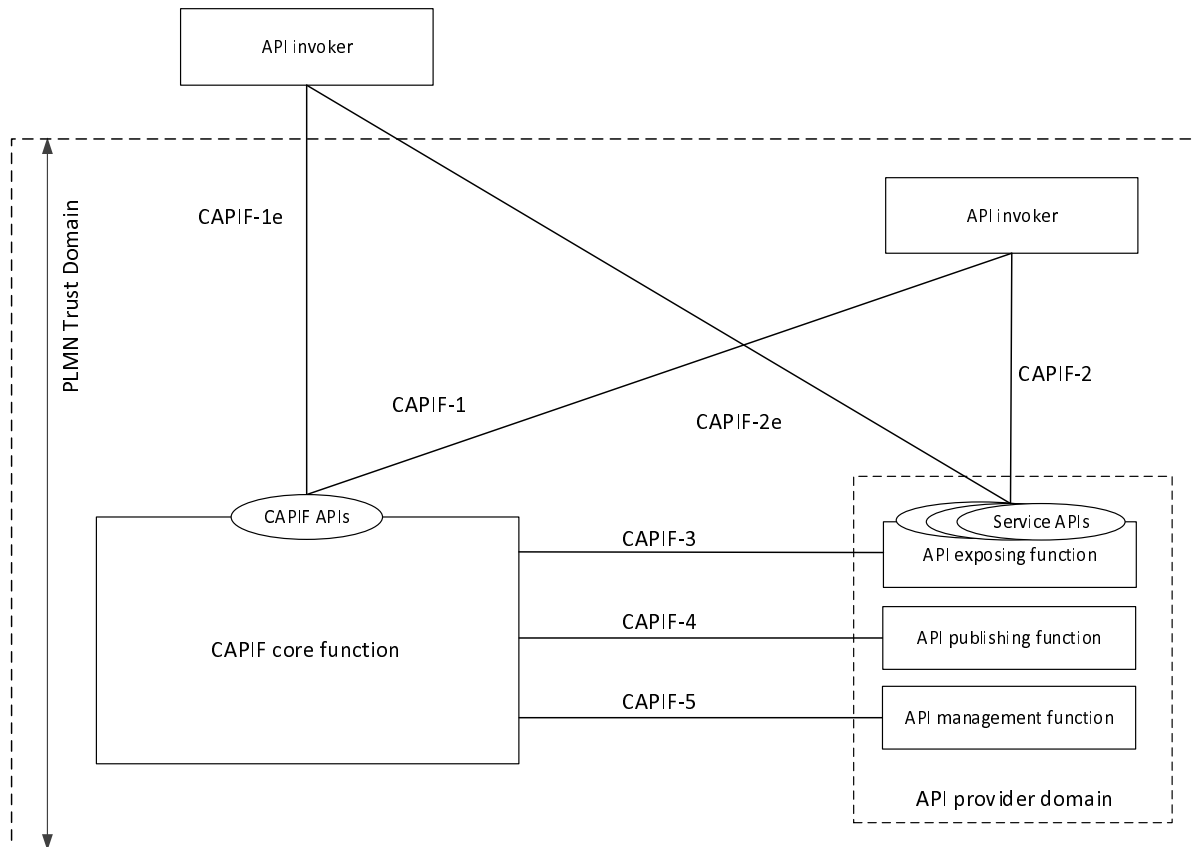 API invoker
CAPIF-1e
API invoker
PLMN Trust Domain
CAPIF-2
CAPIF-1
CAPIF-2e
CAPIF APIs
Service APIs
CAPIF-3
API exposing function
CAPIF-4
API publishing function
CAPIF core function
CAPIF-5
API management function
API provider domain